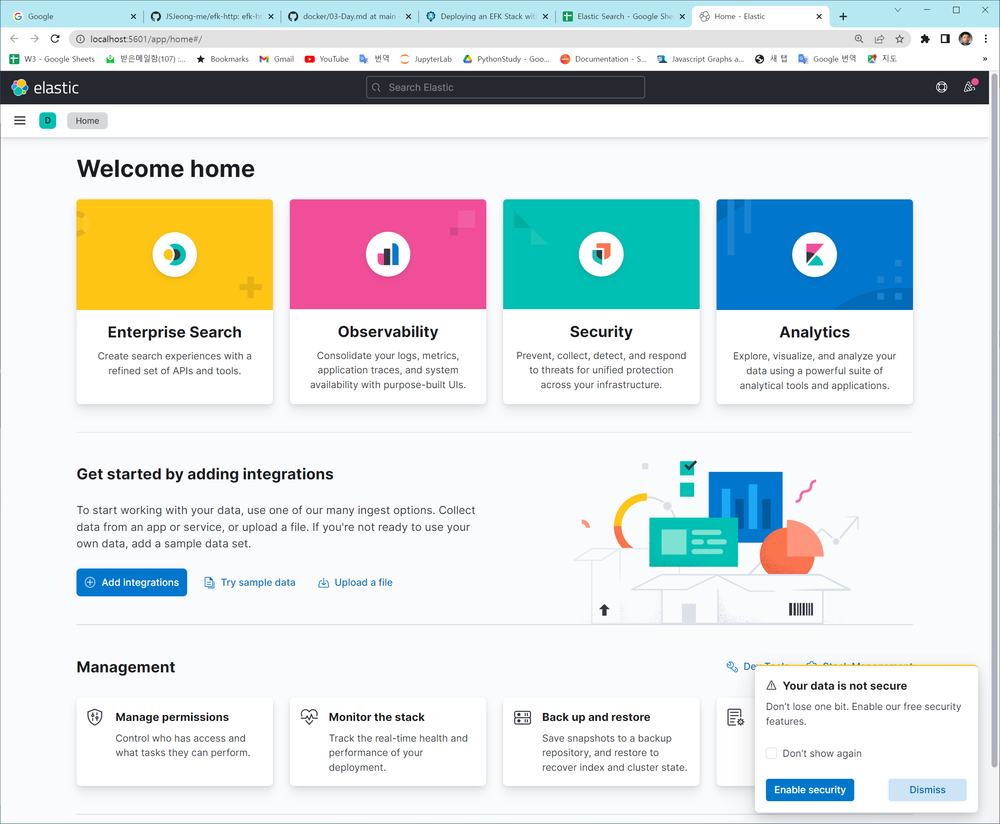 Google
JSJeong-me/efk-http: efk-ht
docker/03-Day.md at main
Deploying an EFK Stack wit
Elastic Search - Google She
Home - Elastic
localhost:5601/app/home#/
W3 - Google Sheets
받은메일함(107) :...
Bookmarks
Gmail
YouTube
번역
JupyterLab
PythonStudy - Goo...
Documentation - S...
Javascript Graphs a...
새 탭
Google 번역
지도
»
elastic
Search Elastic
D
Home
Welcome home
Enterprise Search
Create search experiences with a
refined set of APIs and tools.
Observability
Consolidate your logs, metrics,
application traces, and system
availability with purpose-built UIs.
Security
Prevent, collect, detect, and respond
to threats for unified protection
across your infrastructure.
Analytics
Explore, visualize, and analyze your
data using a powerful suite of
analytical tools and applications.
Get started by adding integrations
To start working with your data, use one of our many ingest options. Collect
data from an app or service, or upload a file. If you're not ready to use your
own data, add a sample data set.
Add integrations
Try sample data
Upload a file
Management
Dev Tools
Stack Management
Manage permissions
Control who has access and
what tasks they can perform.
Monitor the stack
Track the real-time health and
performance of your
deployment.
Back up and restore
Save snapshots to a backup
repository, and restore to
recover index and cluster state.
Your data is not secure
Don’t lose one bit. Enable our free security
features.
Don't show again
Enable security
Dismiss